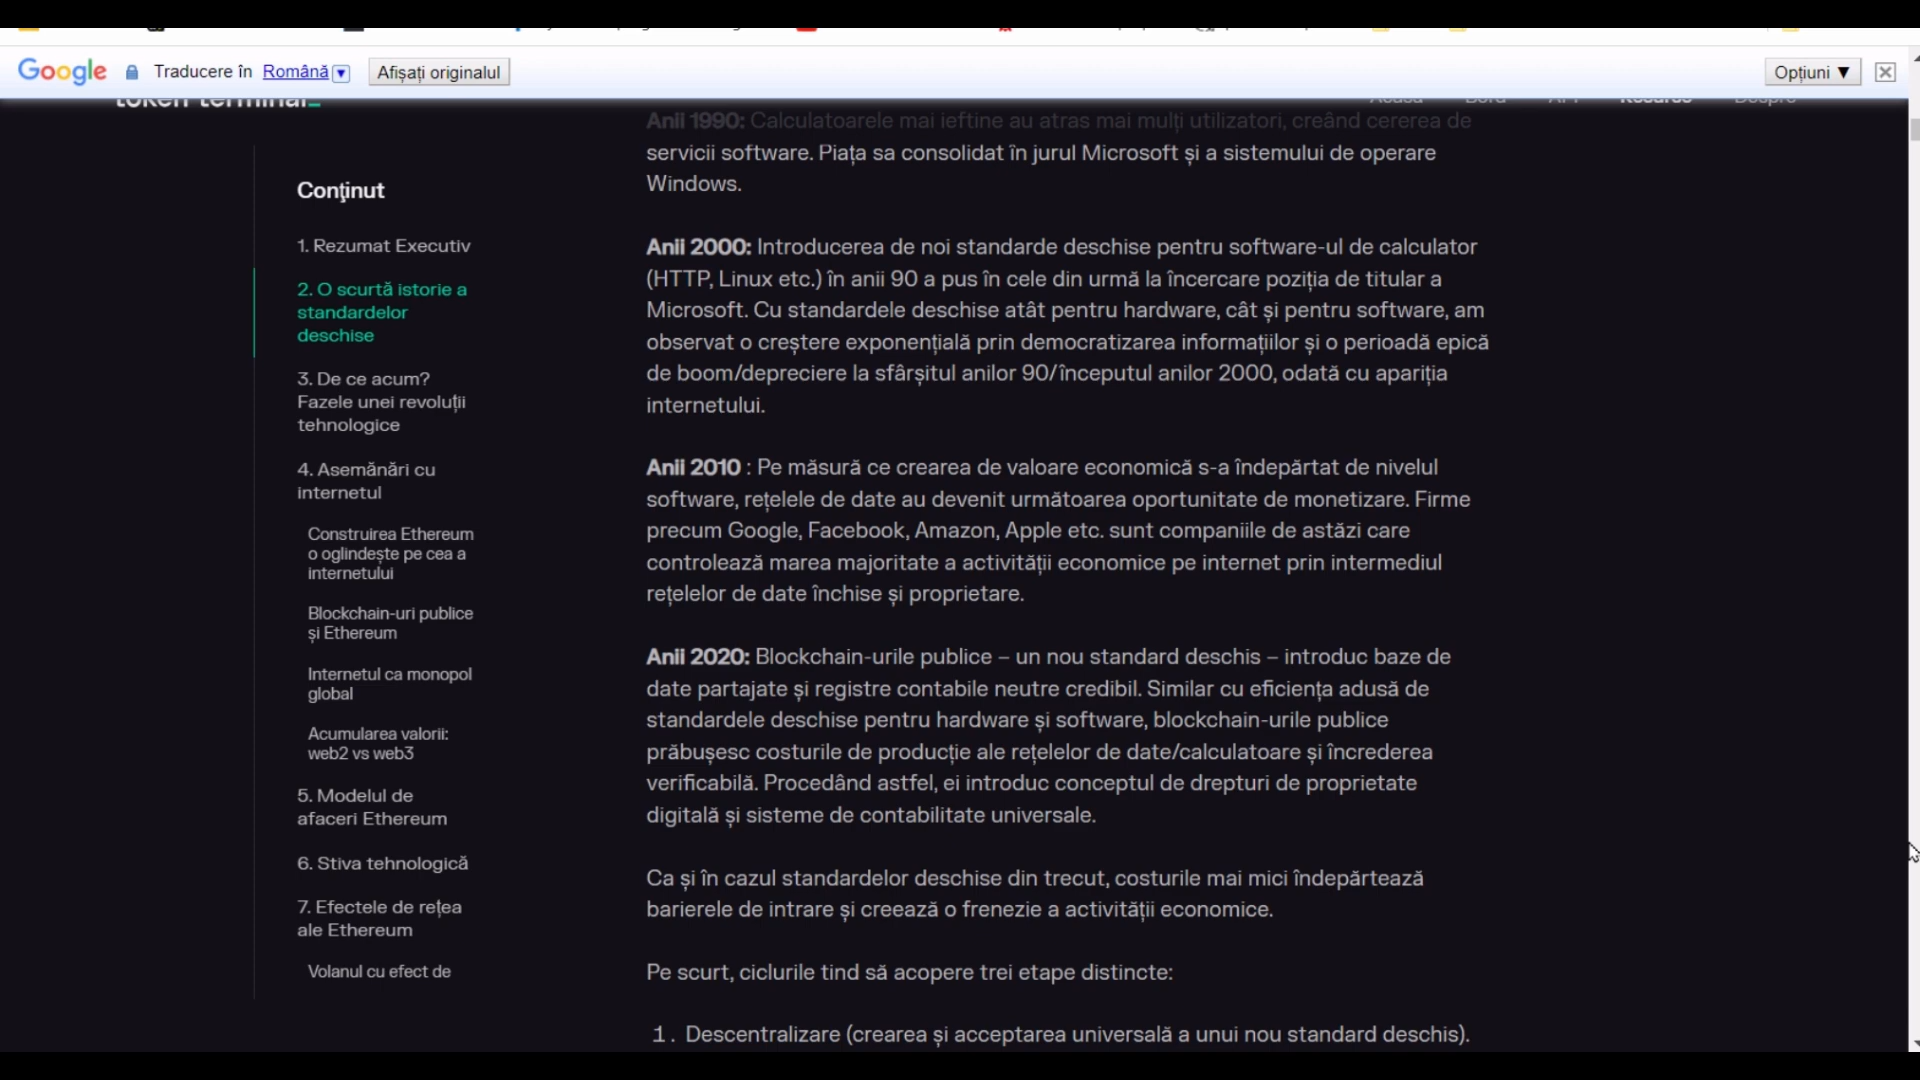 Google Traducere în Română Afișați originalul Opțiuni ▼
token terminal_
Acasă Bord API Resurse Despre
Conţinut
1. Rezumat Executiv
2. O scurtă istorie a
standardelor
deschise
3. De ce acum?
Fazele unei revoluții
tehnologice
4. Asemănări cu
internetul
Construirea Ethereum
o oglindește pe cea a
internetului
Blockchain-uri publice
și Ethereum
Internetul ca monopol
global
Acumularea valorii:
web2 vs web3
5. Modelul de
afaceri Ethereum
6. Stiva tehnologică
7. Efectele de rețea
ale Ethereum
Volanul cu efect de
Anii 1990: Calculatoarele mai ieftine au atras mai mulți utilizatori, creând cererea de
servicii software. Piața sa consolidat în jurul Microsoft și a sistemului de operare
Windows.
Anii 2000: Introducerea de noi standarde deschise pentru software-ul de calculator
(HTTP, Linux etc.) în anii 90 a pus în cele din urmă la încercare poziția de titular a
Microsoft. Cu standardele deschise atât pentru hardware, cât și pentru software, am
observat o creștere exponențială prin democratizarea informațiilor și o perioadă epică
de boom/depreciere la sfârșitul anilor 90/începutul anilor 2000, odată cu apariția
internetului.
Anii 2010 : Pe măsură ce crearea de valoare economică s-a îndepărtat de nivelul
software, rețelele de date au devenit următoarea oportunitate de monetizare. Firme
precum Google, Facebook, Amazon, Apple etc. sunt companiile de astăzi care
controlează marea majoritate a activității economice pe internet prin intermediul
rețelelor de date închise și proprietare.
Anii 2020: Blockchain-urile publice – un nou standard deschis – introduc baze de
date partajate și registre contabile neutre credibil. Similar cu eficiența adusă de
standardele deschise pentru hardware și software, blockchain-urile publice
prăbușesc costurile de producție ale rețelelor de date/calculatoare și încrederea
verificabilă. Procedând astfel, ei introduc conceptul de drepturi de proprietate
digitală și sisteme de contabilitate universale.
Ca și în cazul standardelor deschise din trecut, costurile mai mici îndepărtează
barierele de intrare și creează o frenezie a activității economice.
Pe scurt, ciclurile tind să acopere trei etape distincte:
1. Descentralizare (crearea și acceptarea universală a unui nou standard deschis).